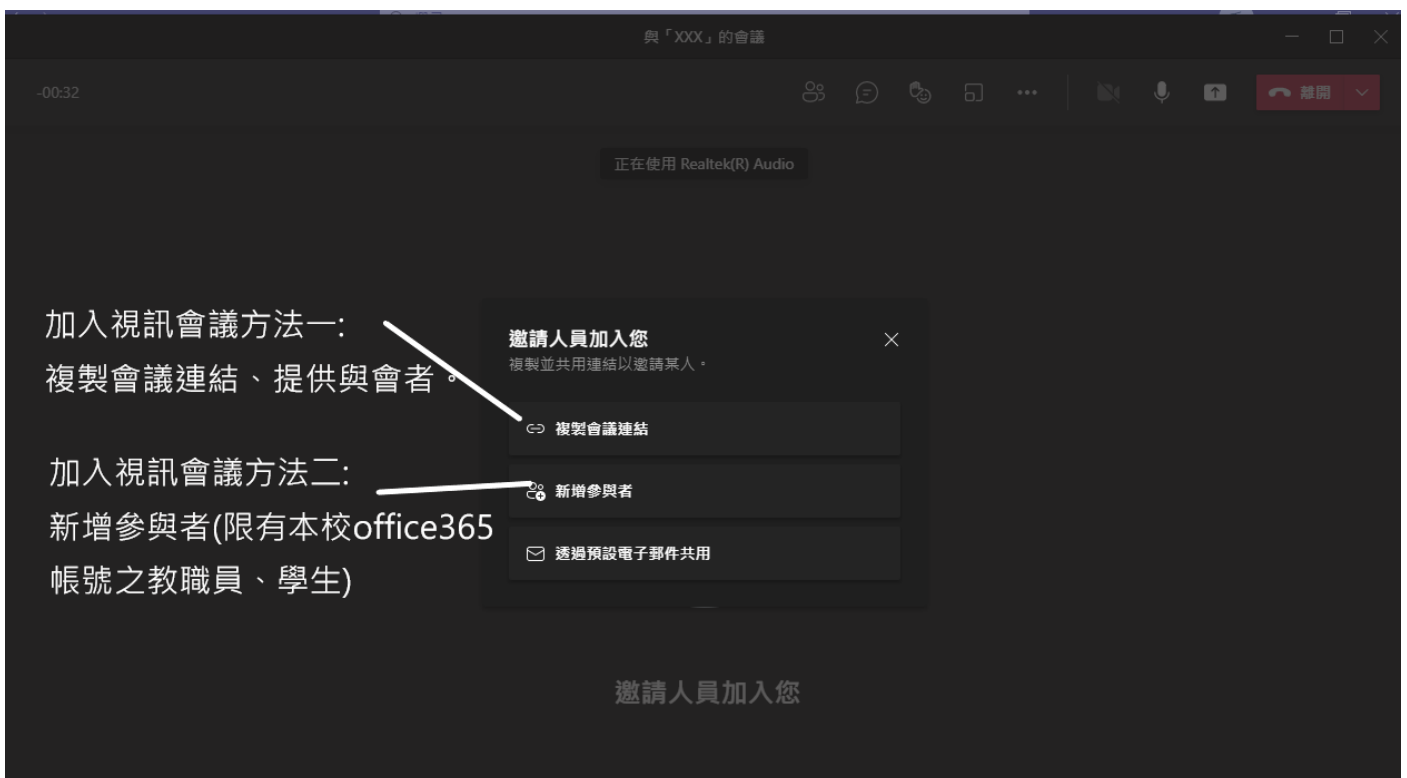 與「XXX」的會議
-00:32
離開
正在使用 Realtek(R) Audio
加入視訊會議方法一:
複製會議連結、提供與會者。
加入視訊會議方法二:
新增參與者(限有本校office365
帳號之教職員、學生)
邀請人員加入您
複製並共用連結以邀請某人。
複製會議連結
新增參與者
透過預設電子郵件共用
邀請人員加入您